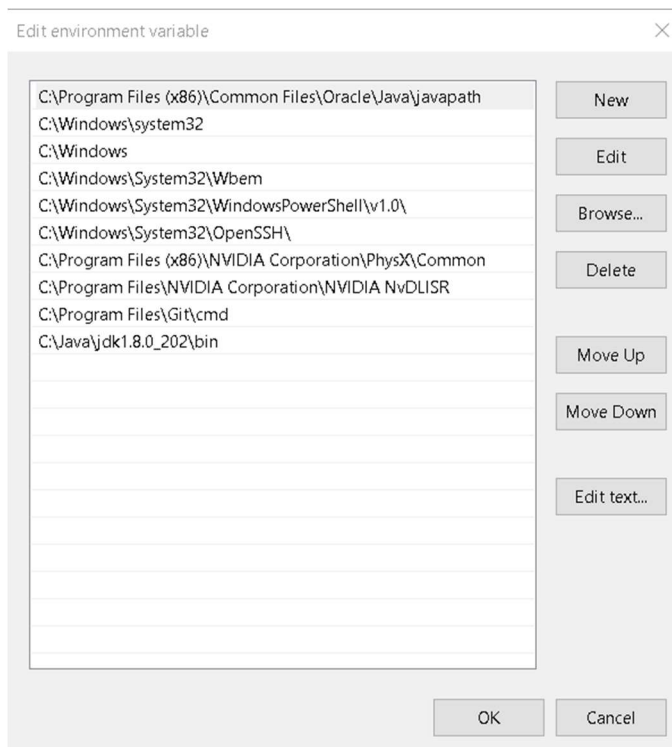 Edit environment variable
C:\Program Files (x86)\Common Files\Oracle\Java\javapath
C:\Windows\system32
C:\Windows
C:\Windows\System32\Wbem
C:\Windows\System32\WindowsPowerShell\v1.0\
C:\Windows\System32\OpenSSH\
C:\Program Files (x86)\NVIDIA Corporation\PhysX\Common
C:\Program Files\NVIDIA Corporation\NVIDIA NvDLISR
C:\Program Files\Git\cmd
C:\Java\jdk1.8.0_202\bin
New
Edit
Browse...
Delete
Move Up
Move Down
Edit text...
OK
Cancel